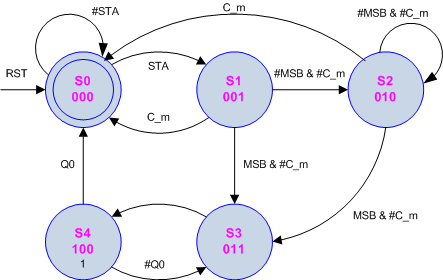 #STA
C_m
#MSB & #C_m
RST
S0
000
STA
S1
001
#MSB & #C_m
S2
010
C_m
Q0
MSB & #C_m
MSB & #C_m
S4
100
1
#Q0
S3
011